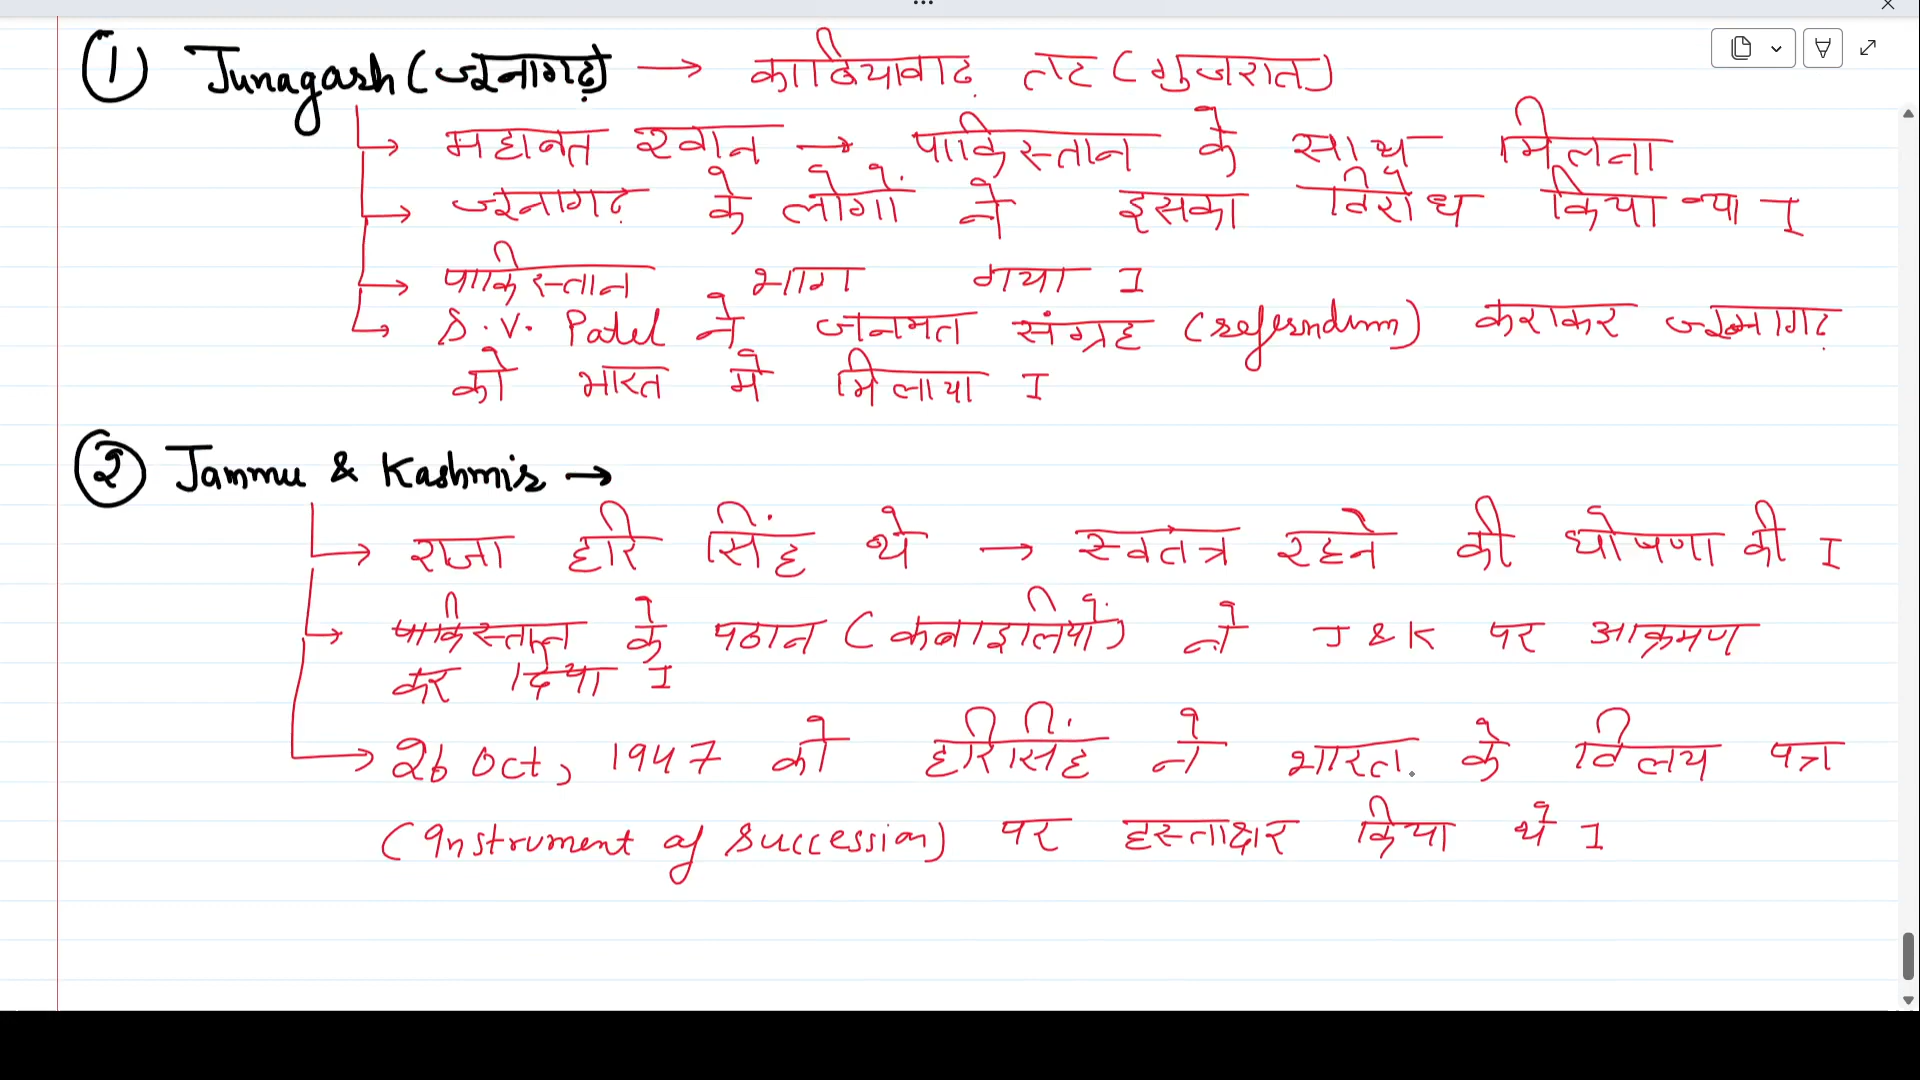 ① Junagarh (जूनागढ़) → काठियावाढ़ तट (गुजरात)
↳ महाबत खान → पाकिस्तान के साथ मिलना
→ जूनागढ़ के लोगों ने इसका विरोध किया था I
→ पाकिस्तान भाग गया I
→ S.V. Patel ने जनमत संग्रह (referndum) कराकर जूनागढ़
को भारत में मिलाया I
② Jammu & Kashmir →
↳ राजा हरि सिंह थे → स्वतंत्र रहने की घोषणा की I
→ पाकिस्तान के पठान (कबाइलियों) ने J & K पर आक्रमण
कर दिया I
→ 26 Oct, 1947 को हरिसिंह ने भारत के विलय पत्र
(Instrument of Succession) पर हस्ताक्षर किया थे I